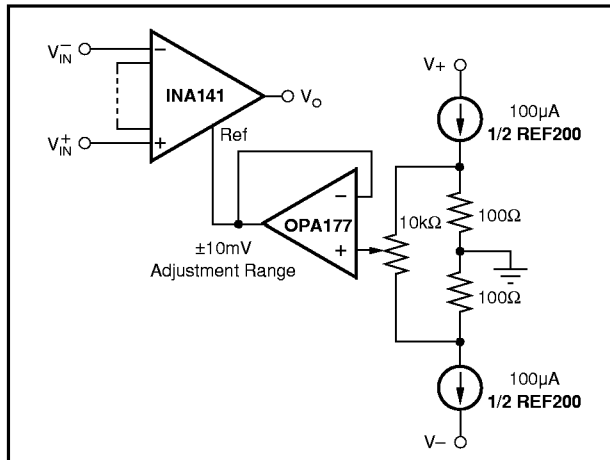 V−IN
−
INA141
VO
V+IN
+
Ref
V+
100µA
1/2 REF200
−
OPA177
+
10kΩ
100Ω
±10mV
Adjustment Range
100Ω
100µA
1/2 REF200
V−